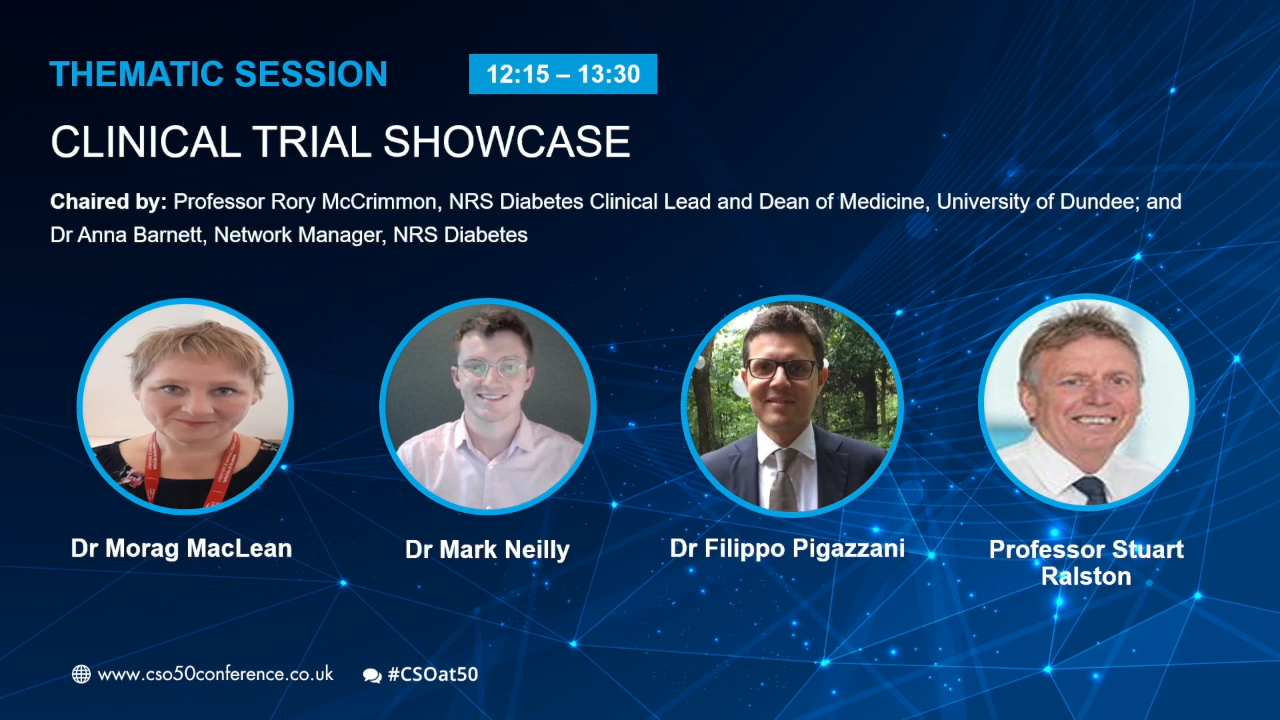 THEMATIC SESSION
12:15 – 13:30
CLINICAL TRIAL SHOWCASE
Chaired by: Professor Rory McCrimmon, NRS Diabetes Clinical Lead and Dean of Medicine, University of Dundee; and
Dr Anna Barnett, Network Manager, NRS Diabetes
Dr Morag MacLean
Dr Mark Neilly
Dr Filippo Pigazzani
Professor Stuart
Ralston
www.cso50conference.co.uk
#CSOat50